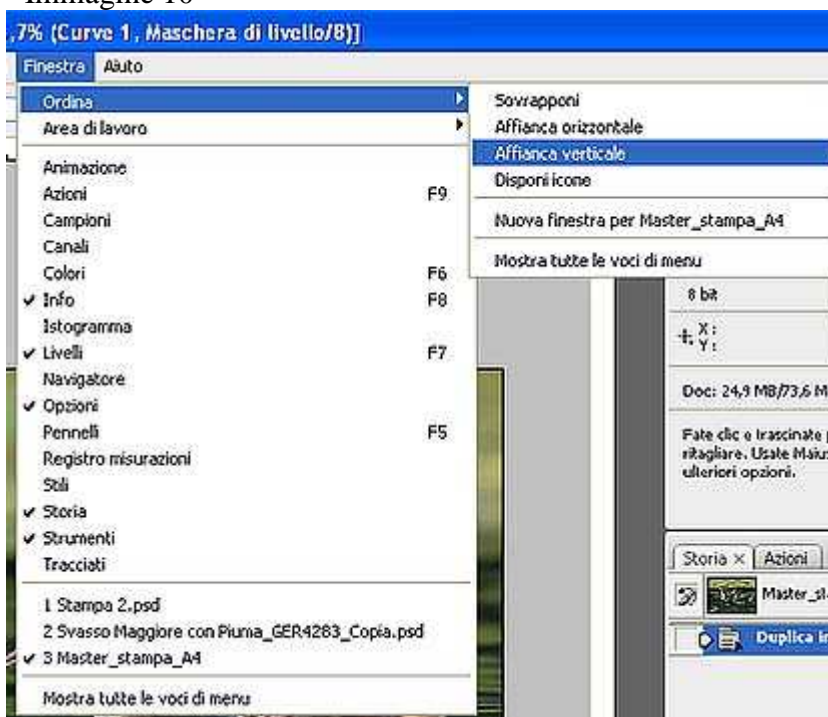 Immagine 10
,7% (Curve 1, Maschera di livello/8)]
Finestra Aiuto
Ordina
Area di lavoro
Animazione
Azioni F9
Campioni
Canali
Colori F6
Info F8
Istogramma
Livelli F7
Navigatore
Opzioni
Pennelli F5
Registro misurazioni
Stili
Storia
Strumenti
Tracciati
1 Stampa 2.psd
2 Svasso Maggiore con Piuma_GER4283_Copia.psd
3 Master_stampa_A4
Mostra tutte le voci di menu
Sovrapponi
Affianca orizzontale
Affianca verticale
Disponi icone
Nuova finestra per Master_stampa_A4
Mostra tutte le voci di menu
8 bit
X :
Y :
Doc: 24,9 MB/73,6 M
Fate clic e trascinate
ritagliare. Usate Maius
ulteriori opzioni.
Storia × Azioni
Master_st
Duplica i